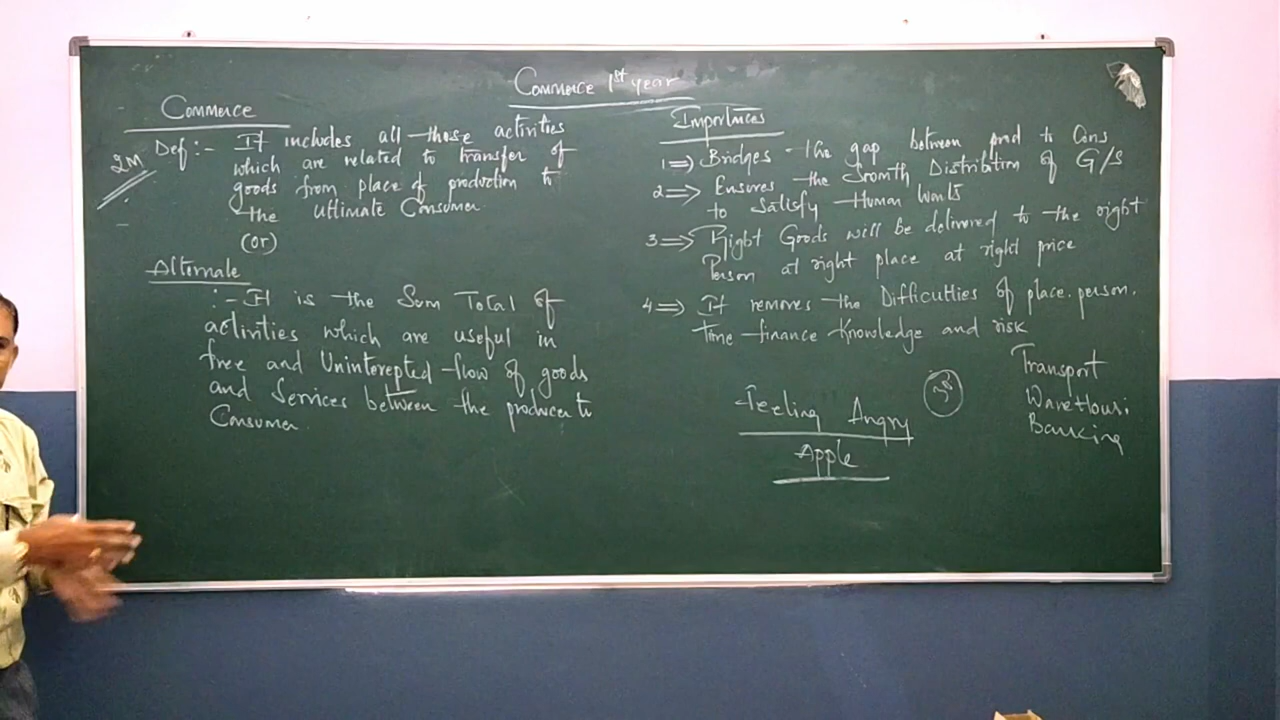 Commerce 1st year
Commerce
2M
Def:- It includes all those activities
which are related to transfer of
goods from place of production to
the Ultimate Consumer
(or)
Alternate
:- It is the Sum Total of
activities which are useful in
free and Uninterepted flow of goods
and Services between the producer to
Consumer.
Importances
1⇒ Bridges the gap between prod to Cons
2⇒ Ensures the Smoth Distribution of G/S
to Satisfy Human Wants
3⇒ Right Goods will be delivered to the right
Person at right place at right price
4⇒ It removes the Difficutlies of place. person.
Time finance Knowledge and risk
Feeling Angry
Apple
Transport
WareHousi
Banking